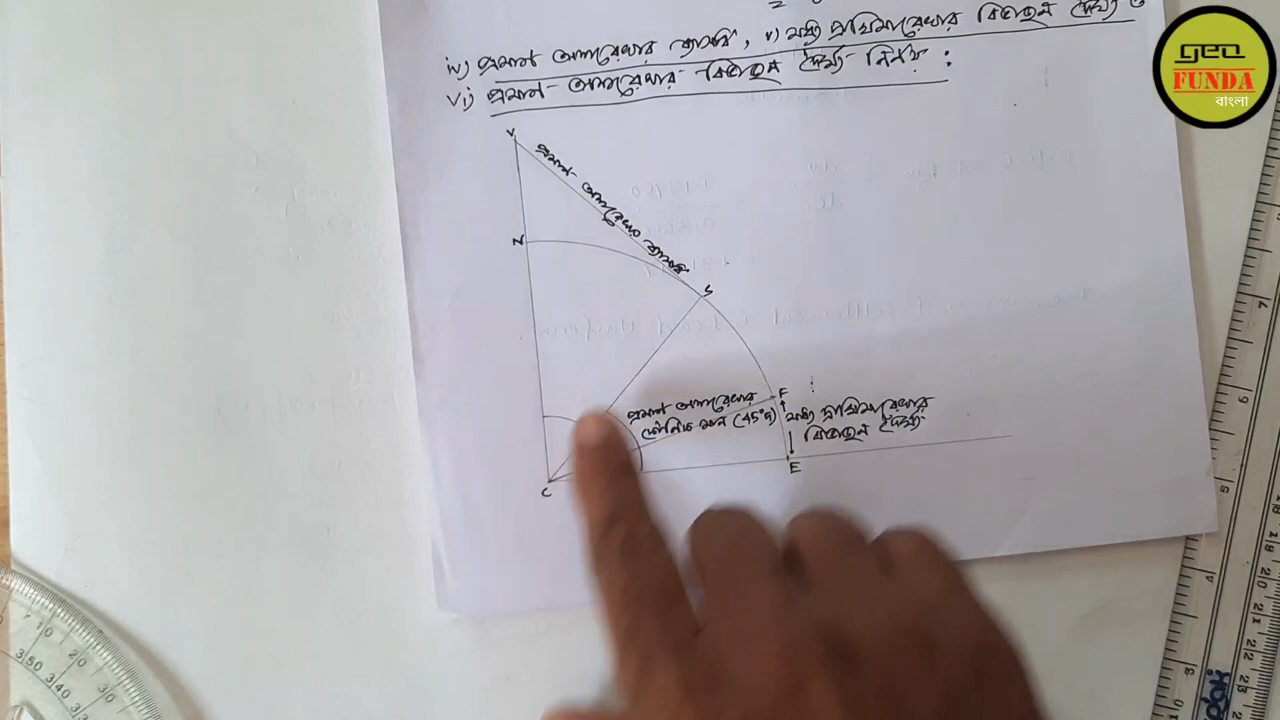 iv) প্রমাণ অক্ষরেখার ব্যাসার্ধ, v) মধ্য দ্রাঘিমারেখার বিভাজন দৈর্ঘ্য ও
vi) প্রমাণ অক্ষরেখার বিভাজন দৈর্ঘ্য নির্ণয় :
GEO
FUNDA
বাংলা
V
প্রমাণ অক্ষরেখার ব্যাসার্ধ
N
S
প্রমাণ অক্ষরেখার
কৌণিক মান (45°N)
F
মধ্য দ্রাঘিমারেখার
বিভাজন দৈর্ঘ্য
E
C